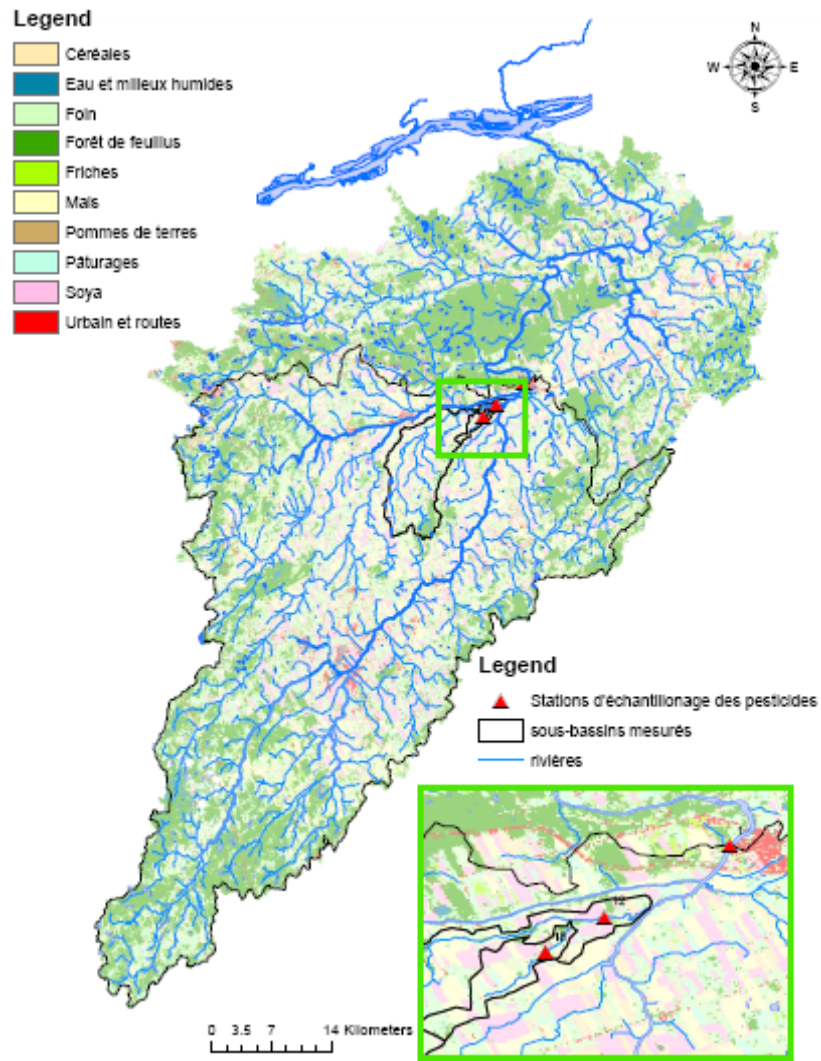 Legend
Céréales
Eau et milieux humides
Foin
Forêt de feuillus
Friches
Maïs
Pommes de terres
Pâturages
Soya
Urbain et routes
N
W
E
S
Legend
Stations d'échantillonage des pesticides
sous-bassins mesurés
rivières
12
0 3.5 7 14 Kilometers